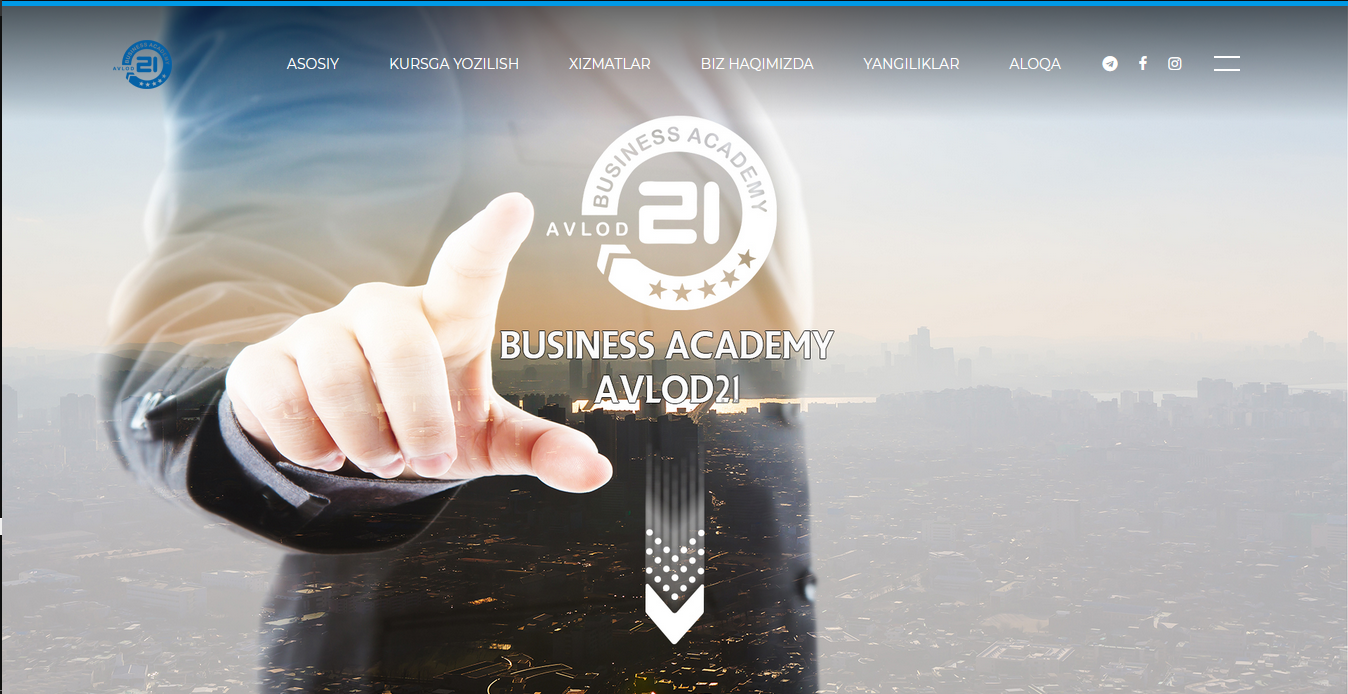 BUSINESS ACADEMY
AVLOD 21
ASOSIY KURSGA YOZILISH XIZMATLAR BIZ HAQIMIZDA YANGILIKLAR ALOQA
BUSINESS ACADEMY
AVLOD 21
BUSINESS ACADEMY
AVLOD21